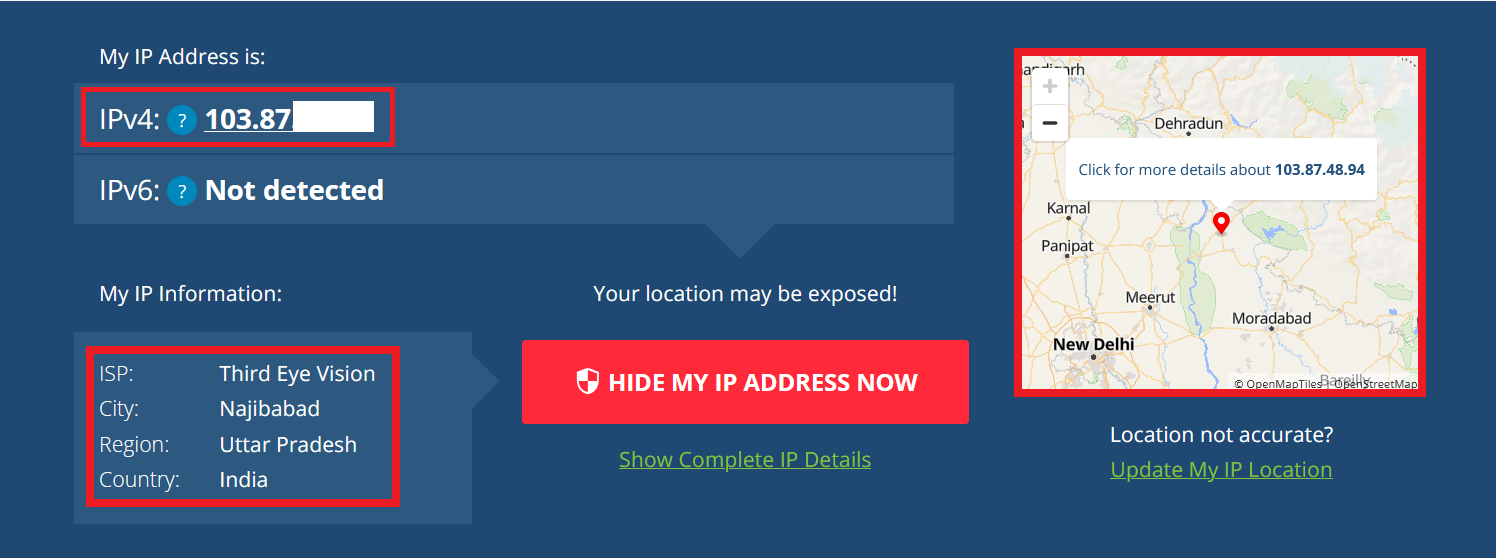 My IP Address is:
IPv4: ? 103.87.
IPv6: ? Not detected
My IP Information:
ISP: Third Eye Vision
City: Najibabad
Region: Uttar Pradesh
Country: India
Your location may be exposed!
HIDE MY IP ADDRESS NOW
Show Complete IP Details
andigarh
+
−
Dehradun
Click for more details about 103.87.48.94
Karnal
Panipat
Meerut
Moradabad
New Delhi
Bareilly
© OpenMapTiles OpenStreetMap
Location not accurate?
Update My IP Location